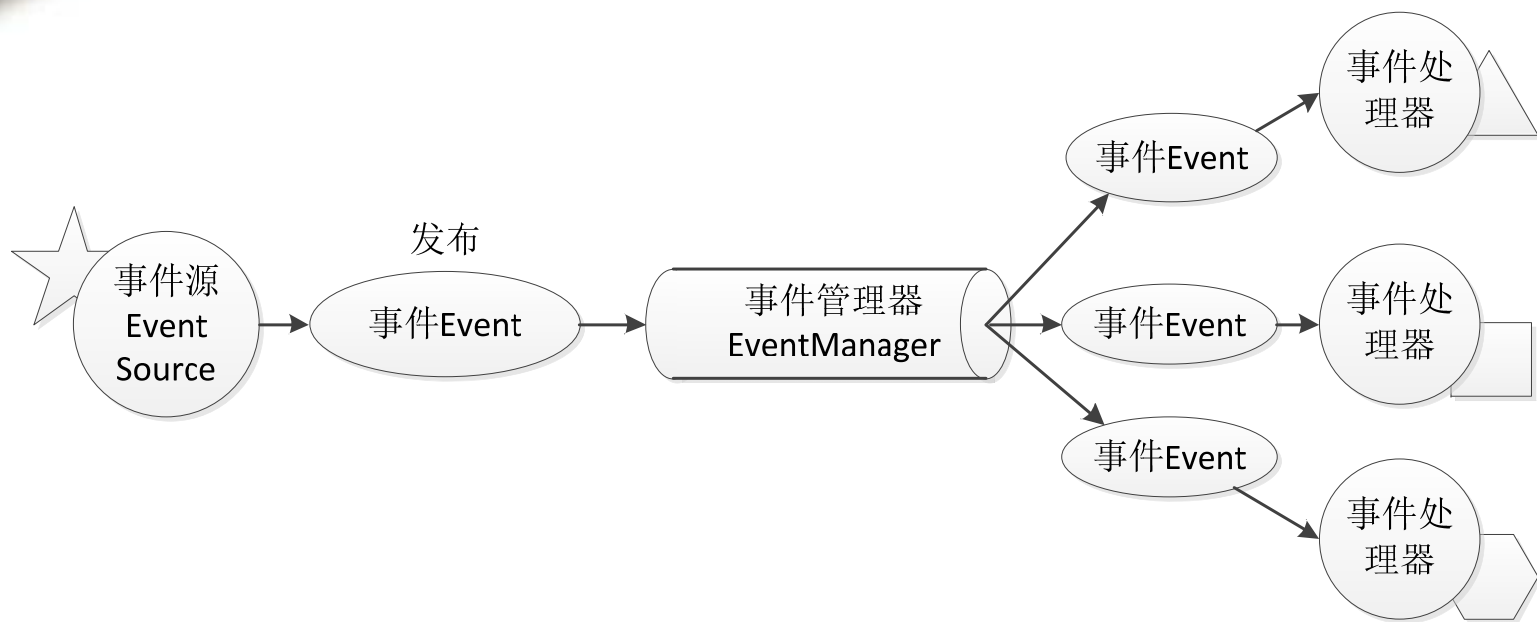 事件源
Event
Source
发布
事件Event
事件管理器
EventManager
事件Event
事件处
理器
事件Event
事件处
理器
事件Event
事件处
理器